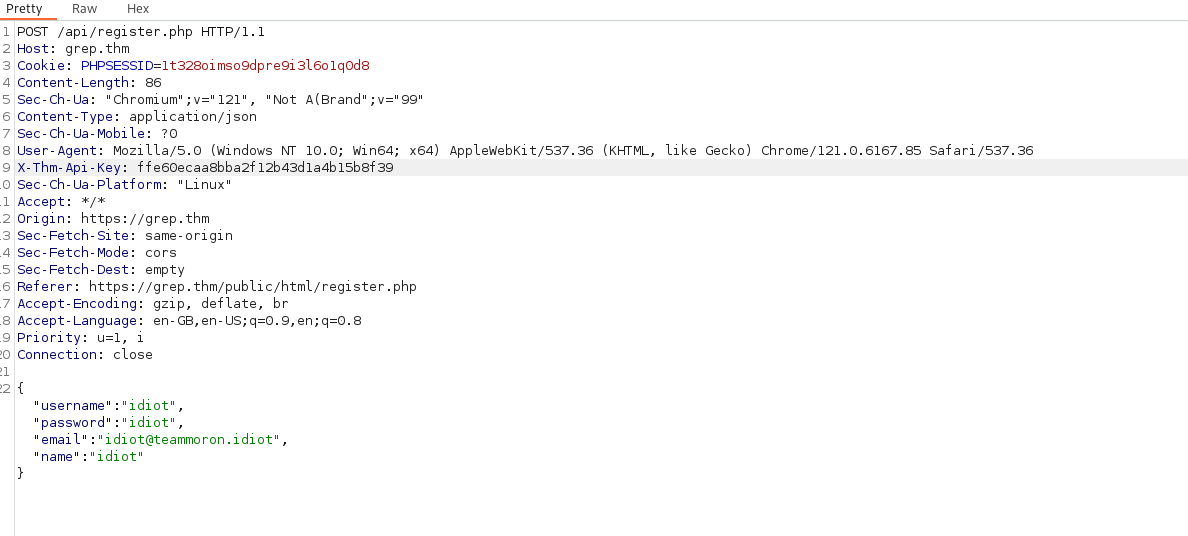 Pretty Raw Hex
1 POST /api/register.php HTTP/1.1
2 Host: grep.thm
3 Cookie: PHPSESSID=1t328oimso9dpre9i3l6o1q0d8
4 Content-Length: 86
5 Sec-Ch-Ua: "Chromium";v="121", "Not A(Brand";v="99"
6 Content-Type: application/json
7 Sec-Ch-Ua-Mobile: ?0
8 User-Agent: Mozilla/5.0 (Windows NT 10.0; Win64; x64) AppleWebKit/537.36 (KHTML, like Gecko) Chrome/121.0.6167.85 Safari/537.36
9 X-Thm-Api-Key: ffe60ecaa8bba2f12b43d1a4b15b8f39
10 Sec-Ch-Ua-Platform: "Linux"
11 Accept: */*
12 Origin: https://grep.thm
13 Sec-Fetch-Site: same-origin
14 Sec-Fetch-Mode: cors
15 Sec-Fetch-Dest: empty
16 Referer: https://grep.thm/public/html/register.php
17 Accept-Encoding: gzip, deflate, br
18 Accept-Language: en-GB,en-US;q=0.9,en;q=0.8
19 Priority: u=1, i
20 Connection: close
21
22 {
"username":"idiot",
"password":"idiot",
"email":"idiot@teammoron.idiot",
"name":"idiot"
}